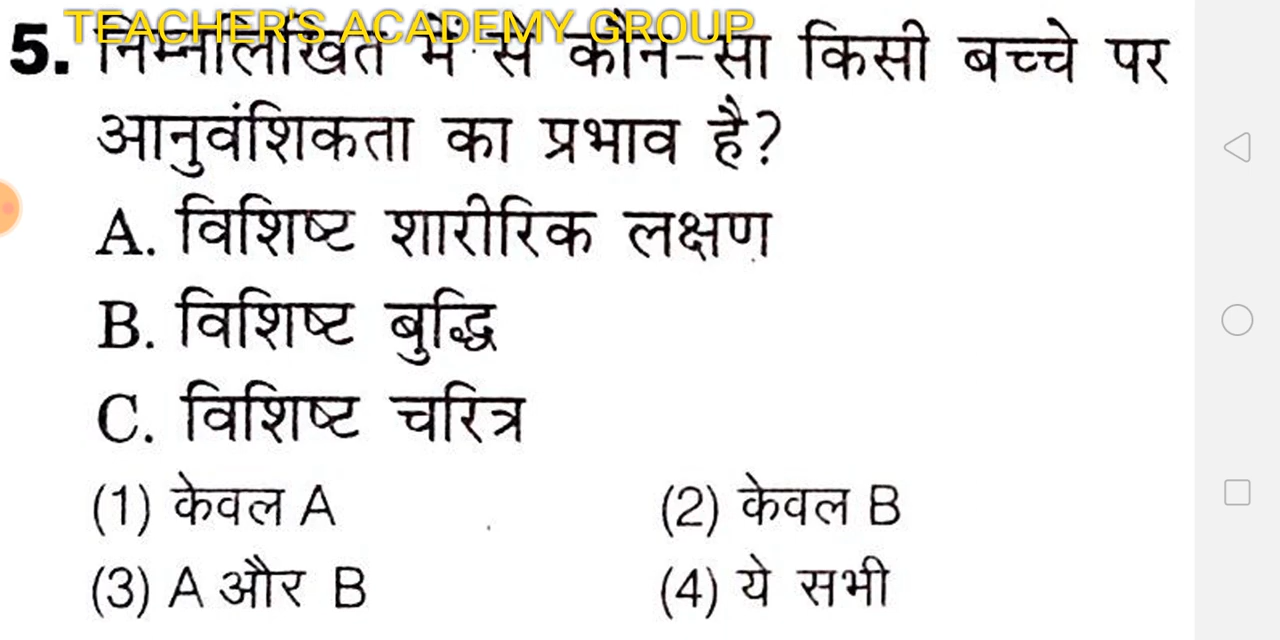 TEACHER'S ACADEMY GROUP
5. निम्नलिखित में से कौन-सा किसी बच्चे पर
आनुवंशिकता का प्रभाव है?
A. विशिष्ट शारीरिक लक्षण
B. विशिष्ट बुद्धि
C. विशिष्ट चरित्र
(1) केवल A (2) केवल B
(3) A और B (4) ये सभी